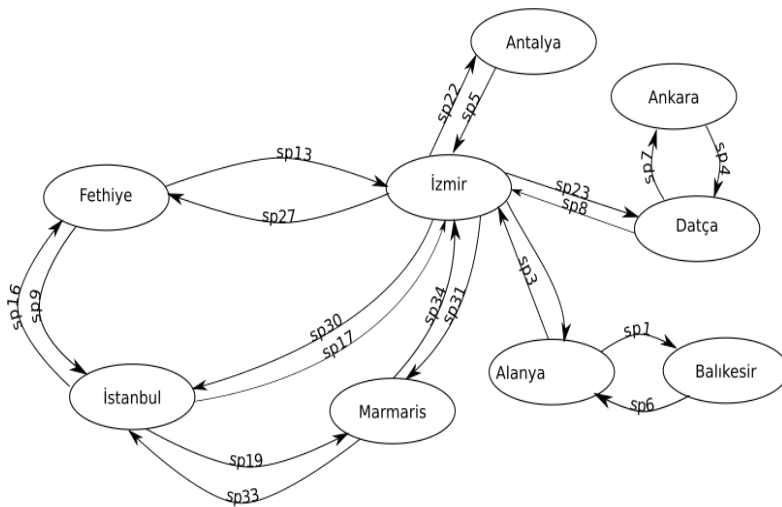 Antalya
sp22
sp5
Ankara
sp7
sp4
sp13
İzmir
Fethiye
sp23
sp27
sp8
Datça
sp16
sp9
sp3
sp34
sp31
sp30
sp17
sp1
Alanya
Balıkesir
İstanbul
sp6
Marmaris
sp19
sp33